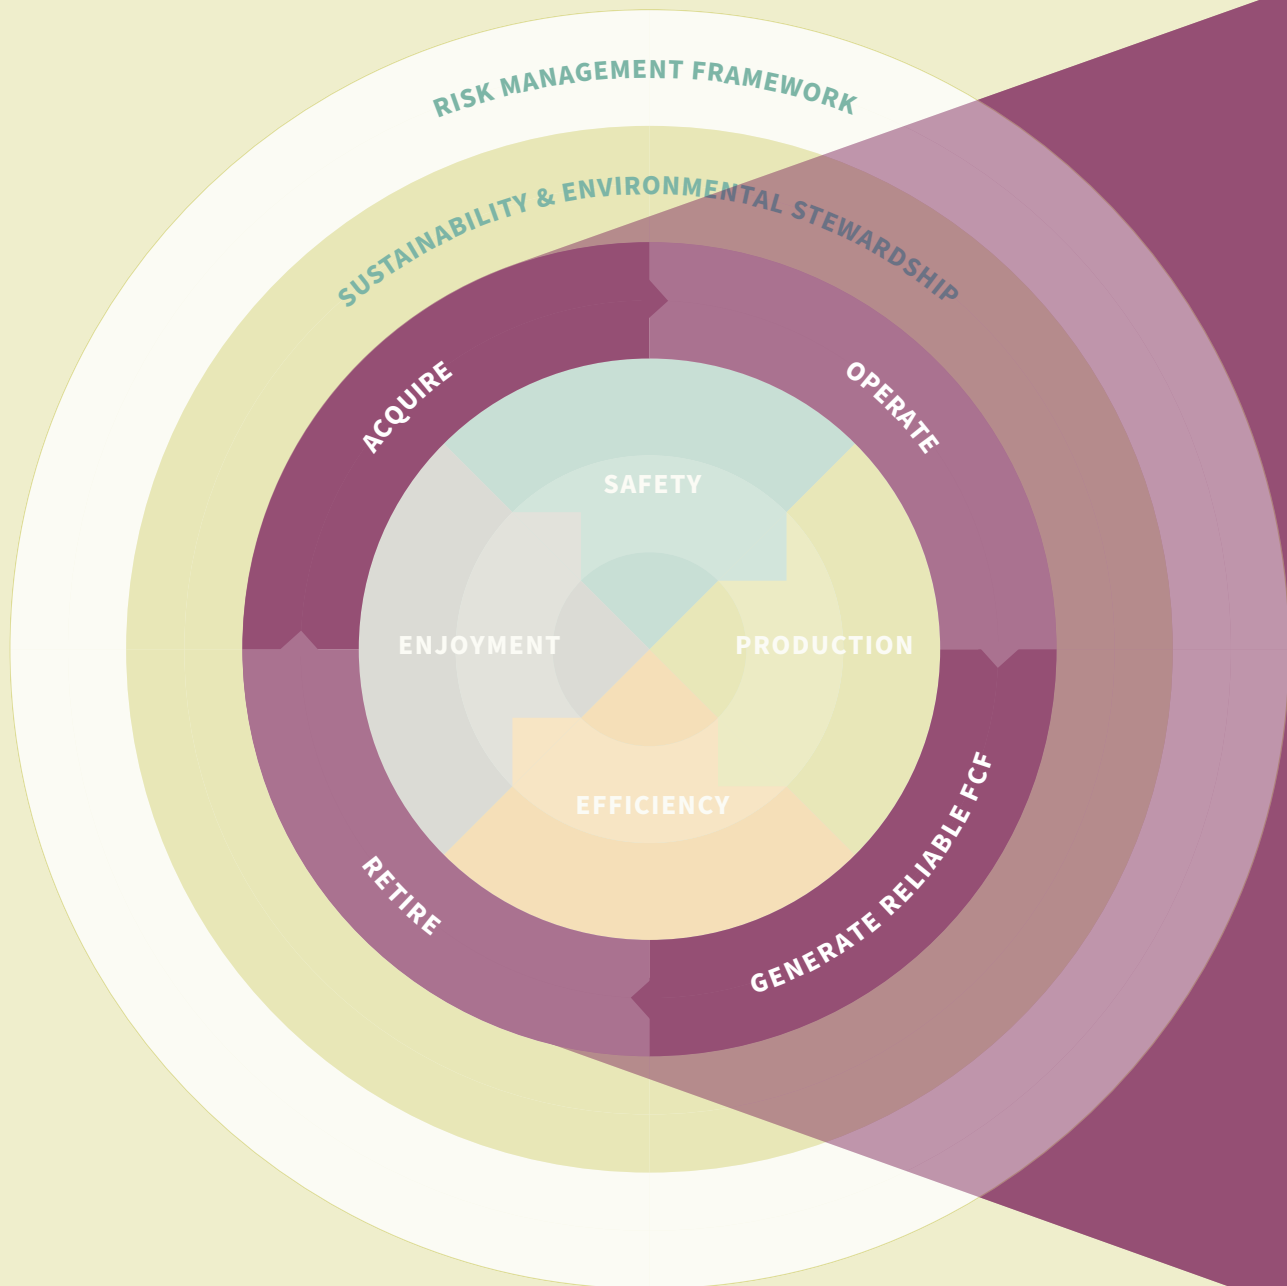 RISK MANAGEMENT FRAMEWORK
SUSTAINABILITY & ENVIRONMENTAL STEWARDSHIP
ACQUIRE
OPERATE
SAFETY
ENJOYMENT
PRODUCTION
EFFICIENCY
RETIRE
GENERATE RELIABLE FCF